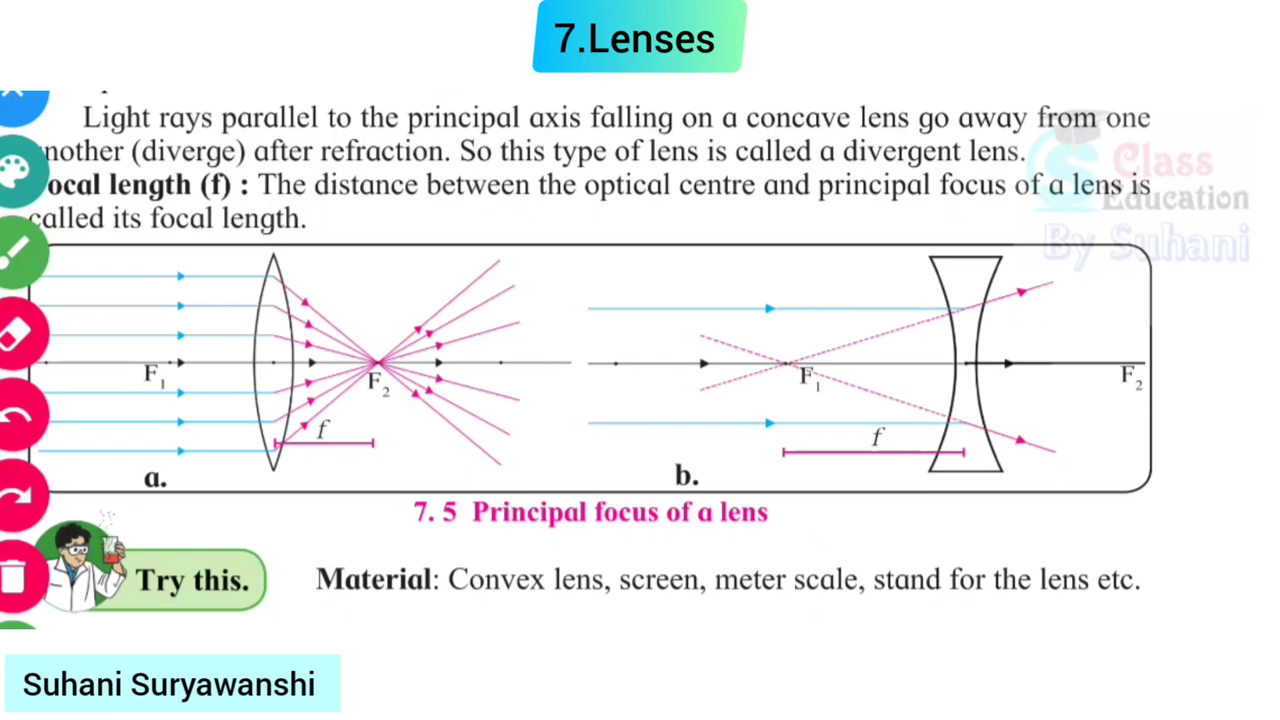 7.Lenses
Light rays parallel to the principal axis falling on a concave lens go away from one
nother (diverge) after refraction. So this type of lens is called a divergent lens.
ocal length (f) : The distance between the optical centre and principal focus of a lens is
called its focal length.
Class
Education
By Suhani
F1
F2
f
a.
F1
F2
f
b.
7. 5 Principal focus of a lens
Try this.
Material: Convex lens, screen, meter scale, stand for the lens etc.
Suhani Suryawanshi